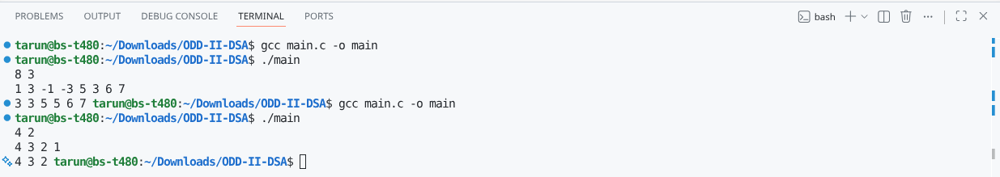 PROBLEMS OUTPUT DEBUG CONSOLE TERMINAL PORTS bash
tarun@bs-t480:~/Downloads/ODD-II-DSA$ gcc main.c -o main
tarun@bs-t480:~/Downloads/ODD-II-DSA$ ./main
8 3
1 3 -1 -3 5 3 6 7
3 3 5 5 6 7 tarun@bs-t480:~/Downloads/ODD-II-DSA$ gcc main.c -o main
tarun@bs-t480:~/Downloads/ODD-II-DSA$ ./main
4 2
4 3 2 1
4 3 2 tarun@bs-t480:~/Downloads/ODD-II-DSA$